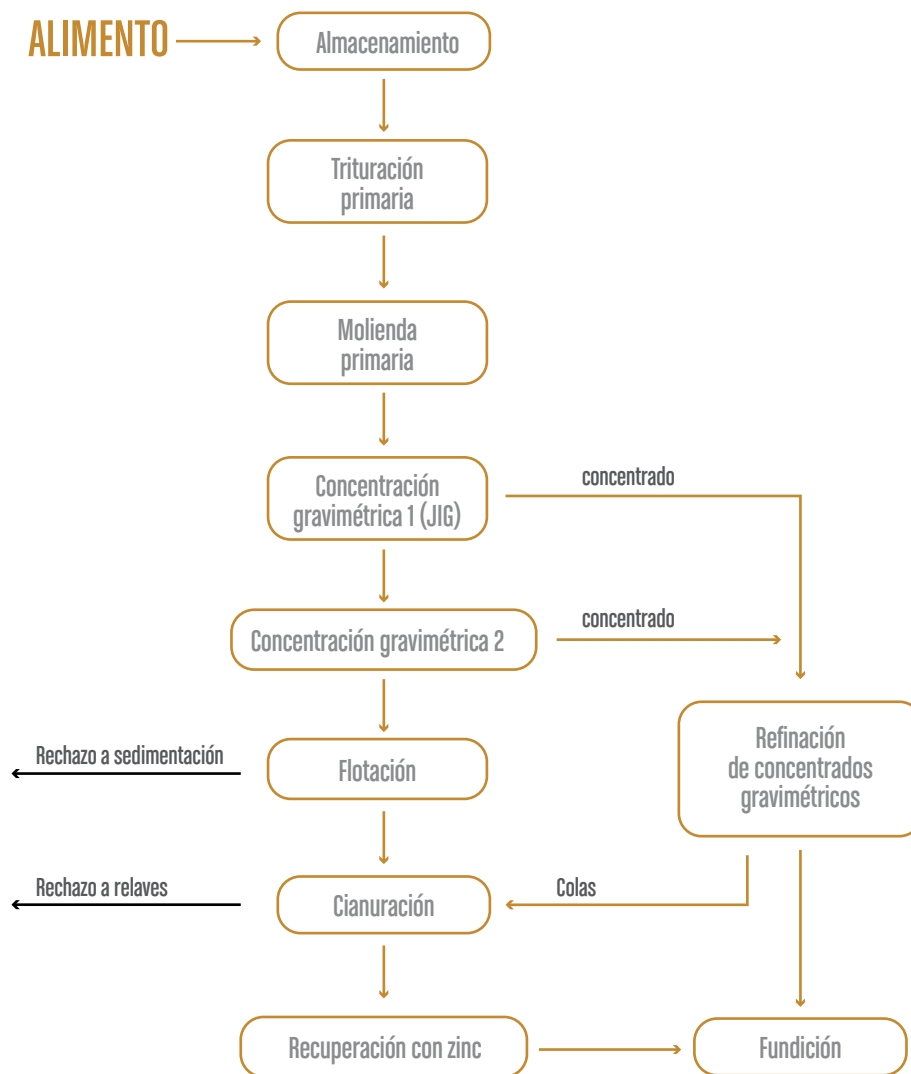 ALIMENTO
Almacenamiento
Trituración
primaria
Molienda
primaria
Concentración
gravimétrica 1 (JIG)
concentrado
Concentración gravimétrica 2
concentrado
Refinación
de concentrados
gravimétricos
Rechazo a sedimentación
Flotación
Rechazo a relaves
Cianuración
Colas
Recuperación con zinc
Fundición